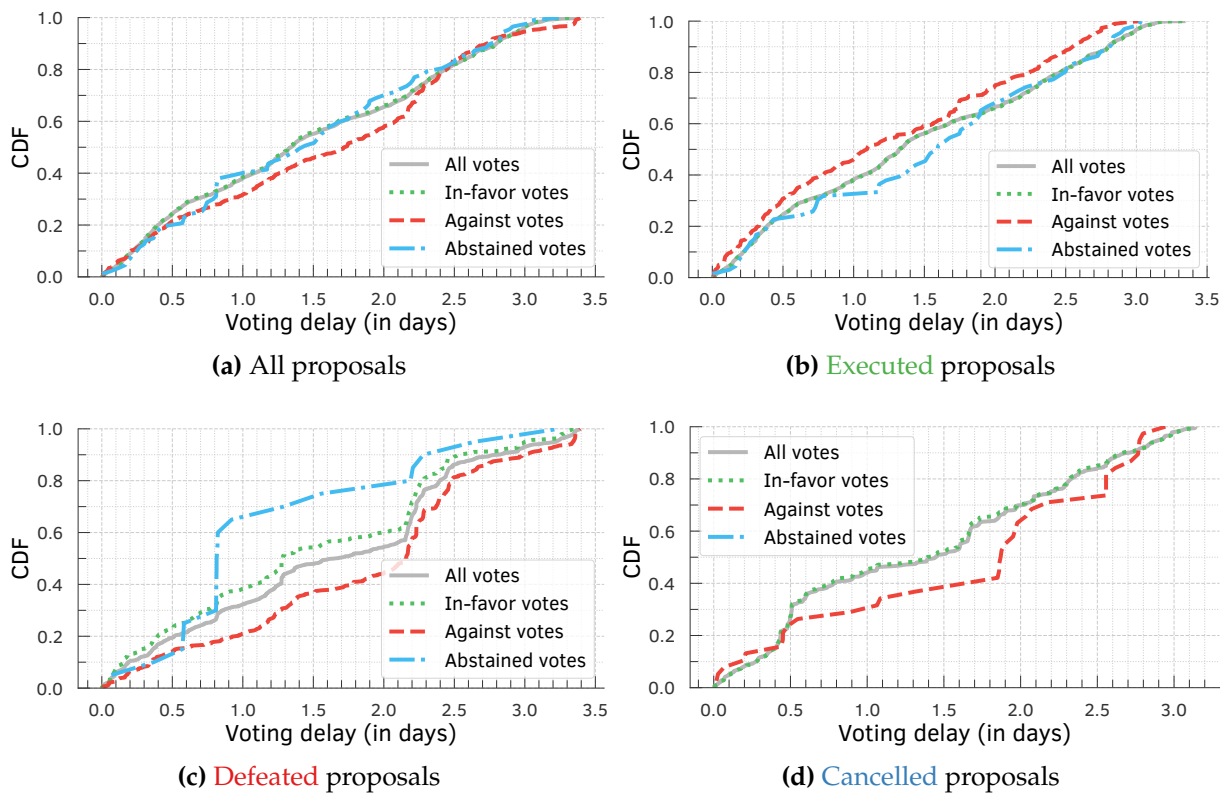 1.0
0.8
0.6
0.4
0.2
0.0
CDF
All votes
In-favor votes
Against votes
Abstained votes
0.0 0.5 1.0 1.5 2.0 2.5 3.0 3.5
Voting delay (in days)
(a) All proposals
1.0
0.8
0.6
0.4
0.2
0.0
CDF
All votes
In-favor votes
Against votes
Abstained votes
0.0 0.5 1.0 1.5 2.0 2.5 3.0 3.5
Voting delay (in days)
(b) Executed proposals
1.0
0.8
0.6
0.4
0.2
0.0
CDF
All votes
In-favor votes
Against votes
Abstained votes
0.0 0.5 1.0 1.5 2.0 2.5 3.0 3.5
Voting delay (in days)
(c) Defeated proposals
1.0
0.8
0.6
0.4
0.2
0.0
CDF
All votes
In-favor votes
Against votes
Abstained votes
0.0 0.5 1.0 1.5 2.0 2.5 3.0
Voting delay (in days)
(d) Cancelled proposals